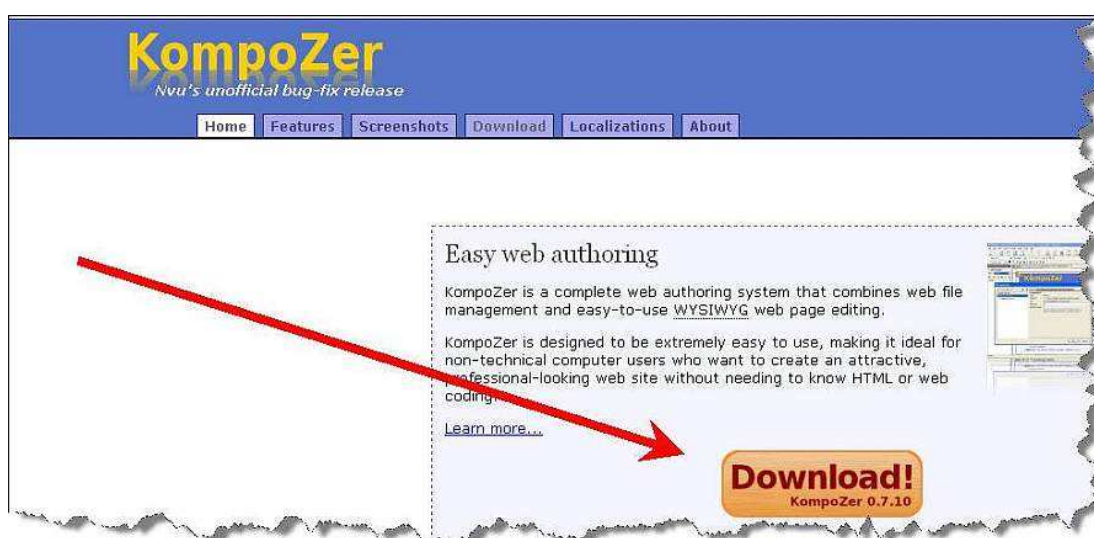 KompoZer
Nvu's unofficial bug-fix release
Home Features Screenshots Download Localizations About
Easy web authoring
KompoZer is a complete web authoring system that combines web file
management and easy-to-use WYSIWYG web page editing.
KompoZer is designed to be extremely easy to use, making it ideal for
non-technical computer users who want to create an attractive,
professional-looking web site without needing to know HTML or web
coding.
Learn more...
Download!
KompoZer 0.7.10
KompoZer